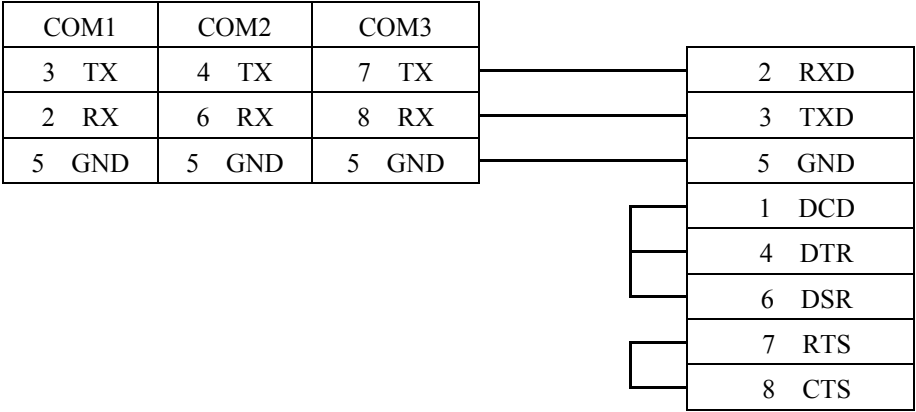 COM1 COM2 COM3
3 TX 4 TX 7 TX 2 RXD
2 RX 6 RX 8 RX 3 TXD
5 GND 5 GND 5 GND 5 GND
1 DCD
4 DTR
6 DSR
7 RTS
8 CTS